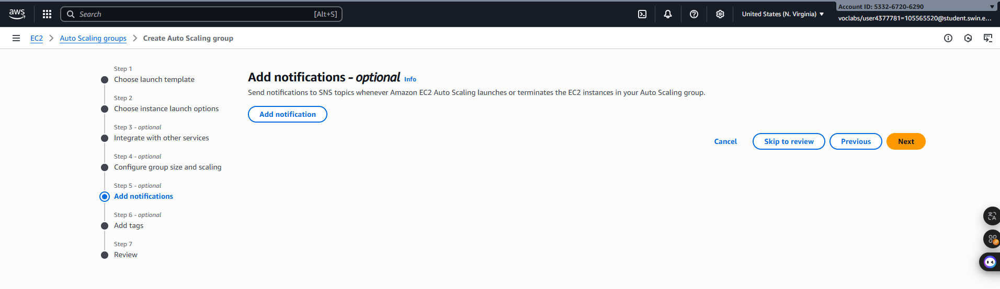 aws
Search [Alt+S]
United States (N. Virginia)
Account ID: 5332-6720-6290
voclabs/user4377781=105565520@student.swin.e...
EC2 > Auto Scaling groups > Create Auto Scaling group
Step 1
Choose launch template
Step 2
Choose instance launch options
Step 3 - optional
Integrate with other services
Step 4 - optional
Configure group size and scaling
Step 5 - optional
Add notifications
Step 6 - optional
Add tags
Step 7
Review
Add notifications - optional Info
Send notifications to SNS topics whenever Amazon EC2 Auto Scaling launches or terminates the EC2 instances in your Auto Scaling group.
Add notification
Cancel Skip to review Previous Next